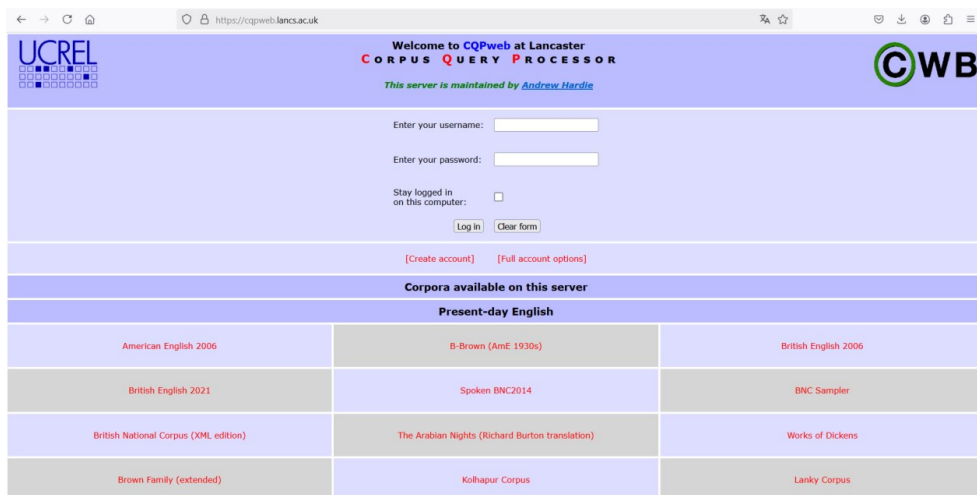 https://cqpweb.lancs.ac.uk
UCREL
Welcome to CQPweb at Lancaster
CORPUS QUERY PROCESSOR
This server is maintained by Andrew Hardie
CWB
Enter your username:
Enter your password:
Stay logged in
on this computer:
Log in Clear form
[Create account] [Full account options]
Corpora available on this server
Present-day English
American English 2006 B-Brown (AmE 1930s) British English 2006
British English 2021 Spoken BNC2014 BNC Sampler
British National Corpus (XML edition) The Arabian Nights (Richard Burton translation) Works of Dickens
Brown Family (extended) Kolhapur Corpus Lanky Corpus